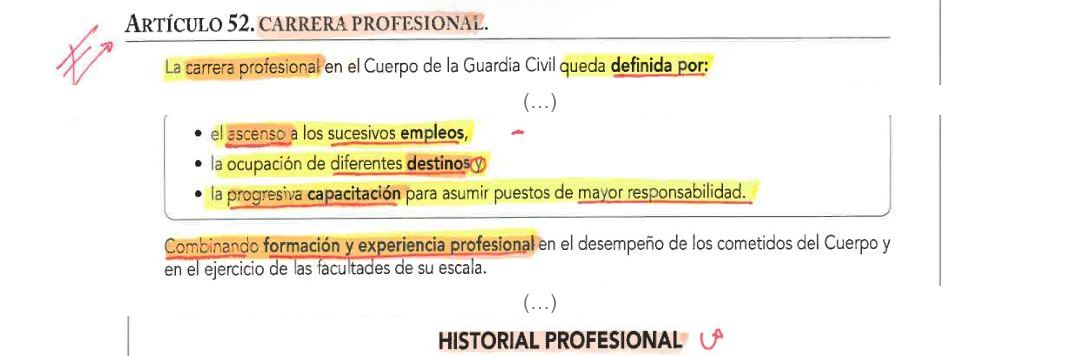 ARTÍCULO 52. CARRERA PROFESIONAL.
La carrera profesional en el Cuerpo de la Guardia Civil queda definida por:
(...)
• el ascenso a los sucesivos empleos,
• la ocupación de diferentes destinos y
• la progresiva capacitación para asumir puestos de mayor responsabilidad.
Combinando formación y experiencia profesional en el desempeño de los cometidos del Cuerpo y
en el ejercicio de las facultades de su escala.
(...)
HISTORIAL PROFESIONAL